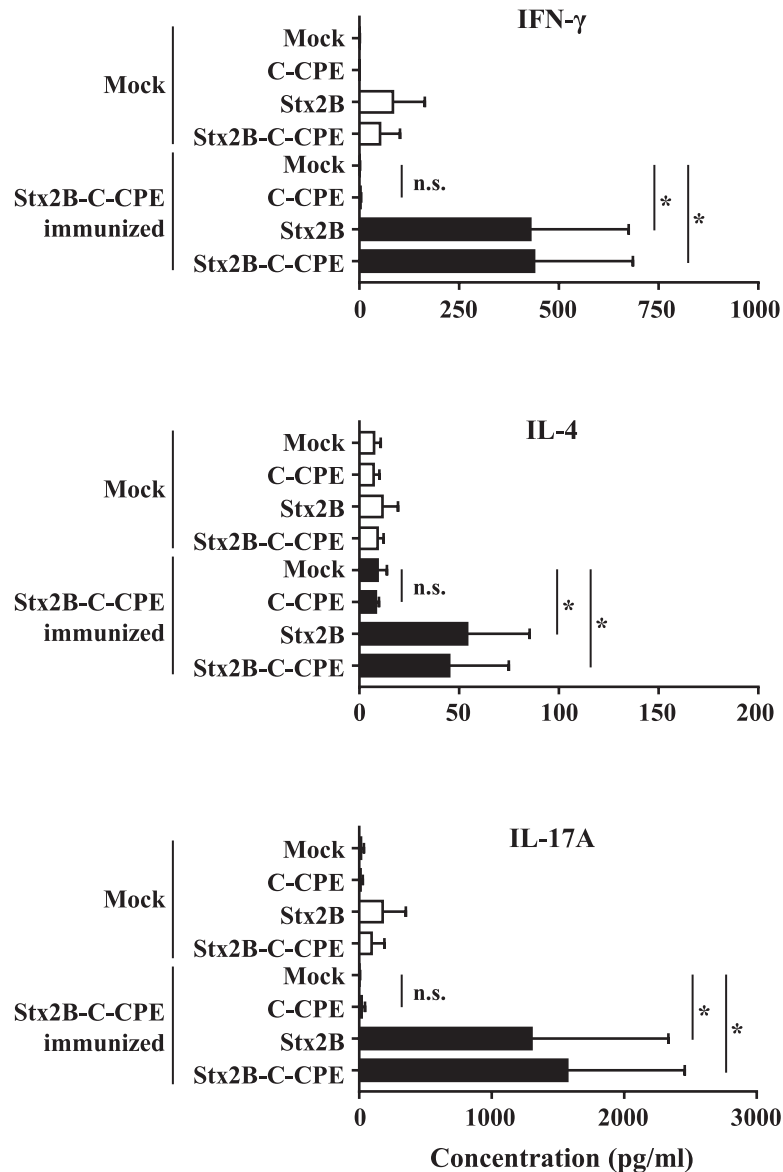 IFN-γ
Mock
C-CPE
Mock
Stx2B
Stx2B-C-CPE
Mock
n.s.
*
*
Stx2B-C-CPE
immunized
C-CPE
Stx2B
Stx2B-C-CPE
0 250 500 750 1000
IL-4
Mock
C-CPE
Mock
Stx2B
Stx2B-C-CPE
Mock
n.s.
*
*
Stx2B-C-CPE
immunized
C-CPE
Stx2B
Stx2B-C-CPE
0 50 100 150 200
IL-17A
Mock
C-CPE
Mock
Stx2B
Stx2B-C-CPE
Mock
n.s.
*
*
Stx2B-C-CPE
immunized
C-CPE
Stx2B
Stx2B-C-CPE
0 1000 2000 3000
Concentration (pg/ml)